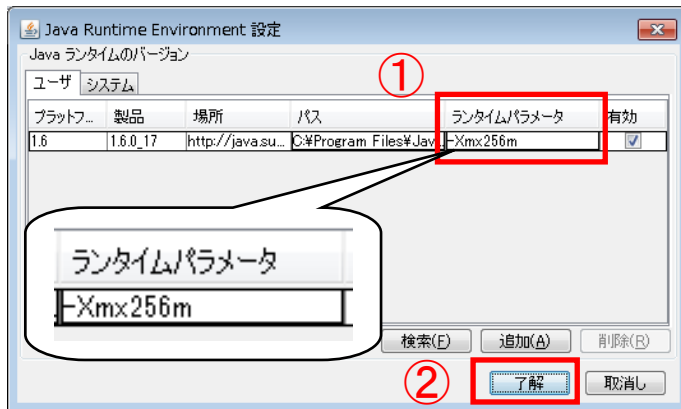 Java Runtime Environment 設定
Java ランタイムのバージョン
ユーザ システム
①
プラットフ... 製品 場所 パス ランタイムパラメータ 有効
1.6 1.6.0_17 http://java.su... C:¥Program Files¥Jav... -Xmx256m
ランタイムパラメータ
-Xmx256m
検索(F) 追加(A) 削除(R)
②
了解 取消し